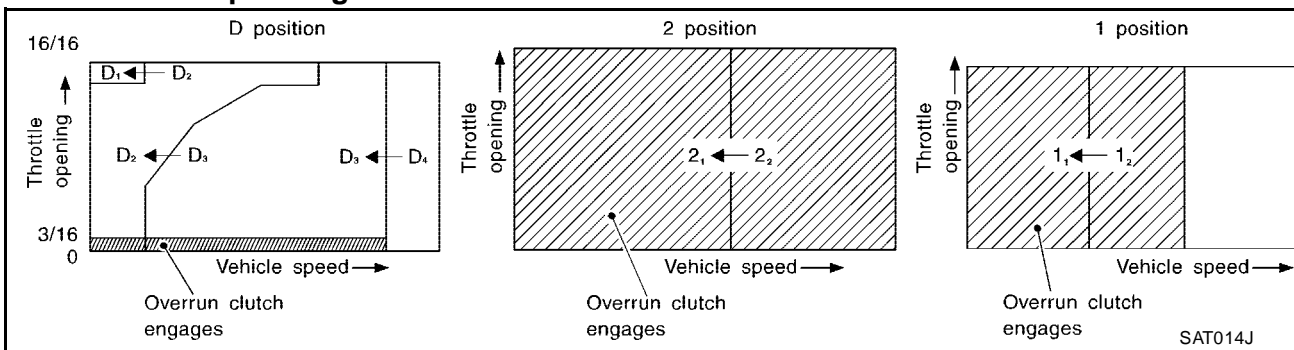 D position
16/16
Throttle opening
3/16
0
D₁ ← D₂
D₂ ← D₃
D₃ ← D₄
Vehicle speed →
Overrun clutch
engages
2 position
Throttle opening
2₁ ← 2₂
Vehicle speed →
Overrun clutch
engages
1 position
Throttle opening
1₁ ← 1₂
Vehicle speed →
Overrun clutch
engages
SAT014J